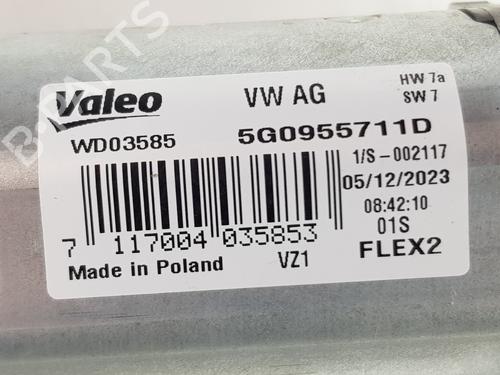 Valeo
VW AG
HW 7a
SW 7
WD03585
5G0955711D
1/S-002117
05/12/2023
08:42:10
01S
7 117004 035853
VZ1
FLEX2
Made in Poland
B-PARTS